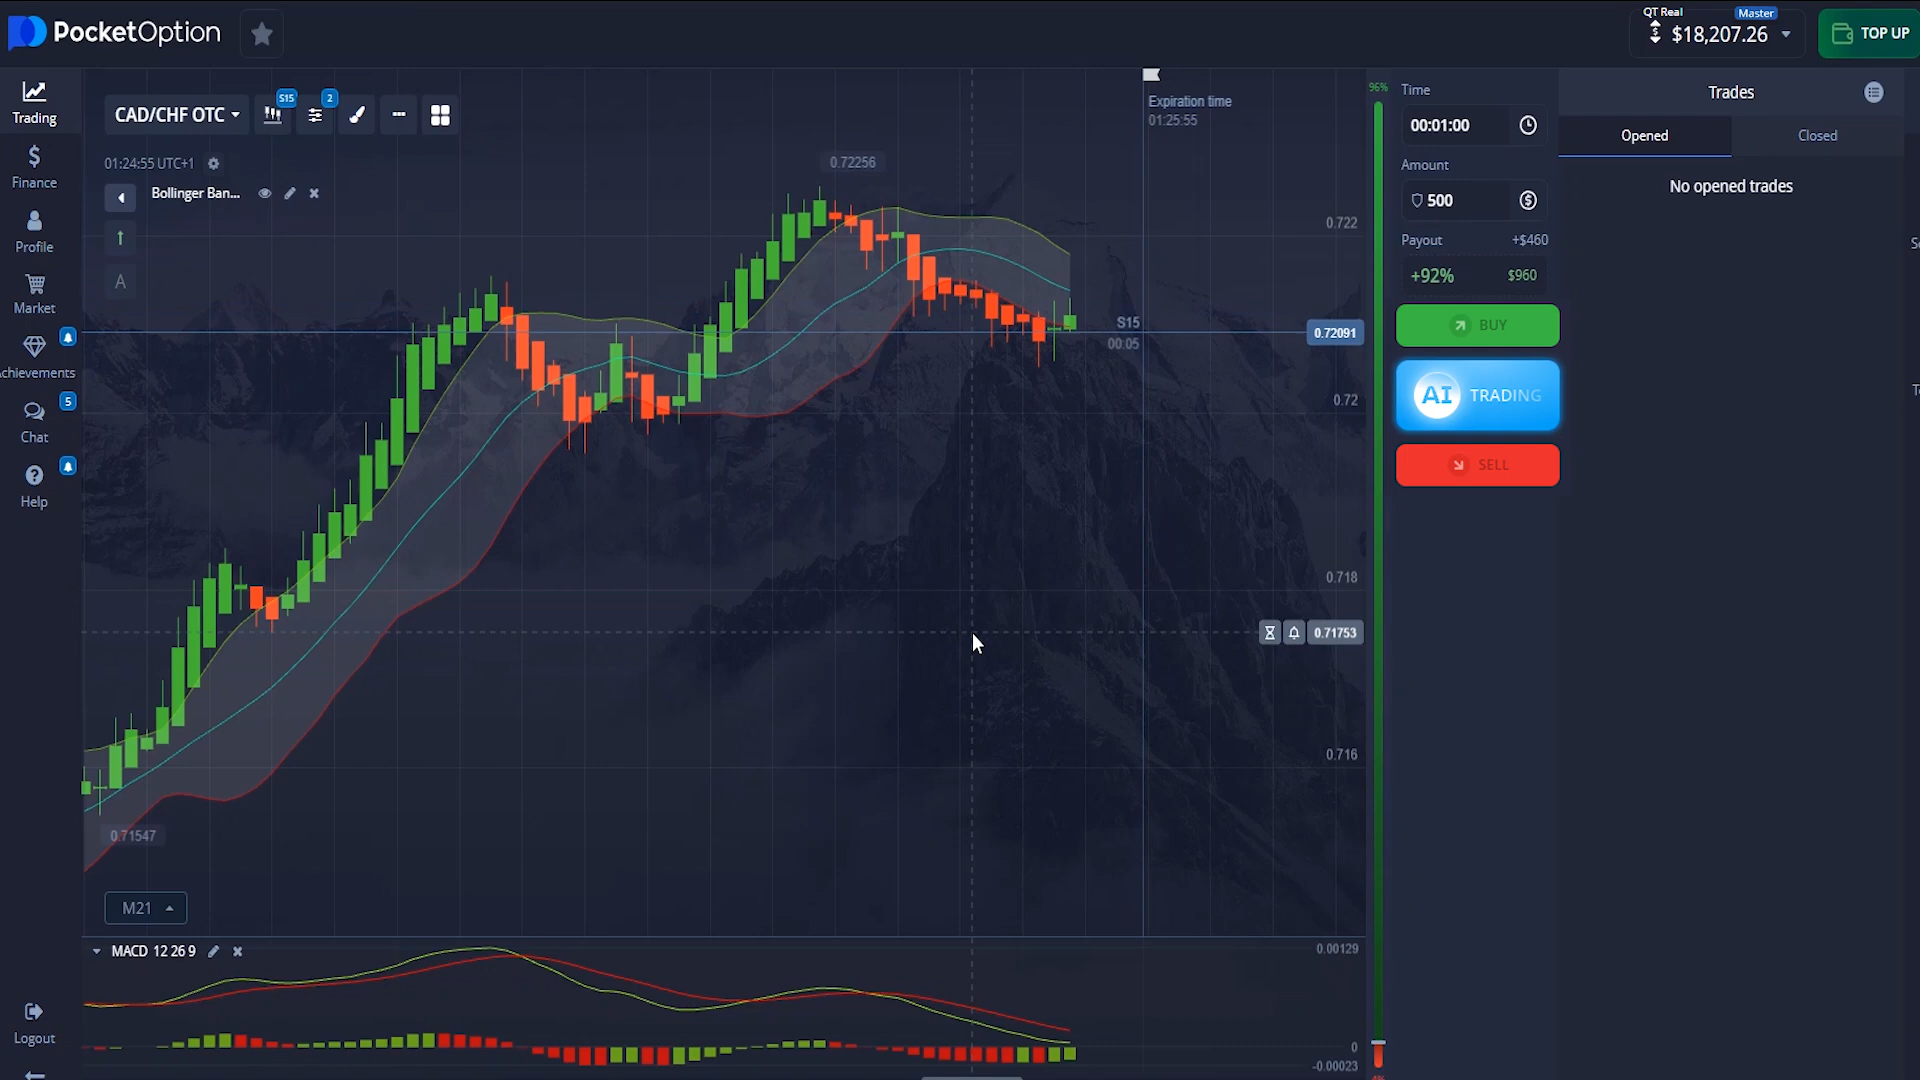 PocketOption
QT Real
Master
$18,207.26
TOP UP
Trading
Finance
Profile
Market
Achievements
5
Chat
Help
Logout
CAD/CHF OTC
S15
2
01:24:55 UTC+1
Bollinger Ban...
A
0.72256
Expiration time
01:25:55
0.722
S15
00:05
0.72091
0.72
0.718
0.71753
0.716
0.71547
M21
MACD 12 26 9
0.00129
0
-0.00023
96%
4%
Time
00:01:00
Amount
500
Payout
+$460
+92%
$960
BUY
AI TRADING
SELL
Trades
Opened
Closed
No opened trades